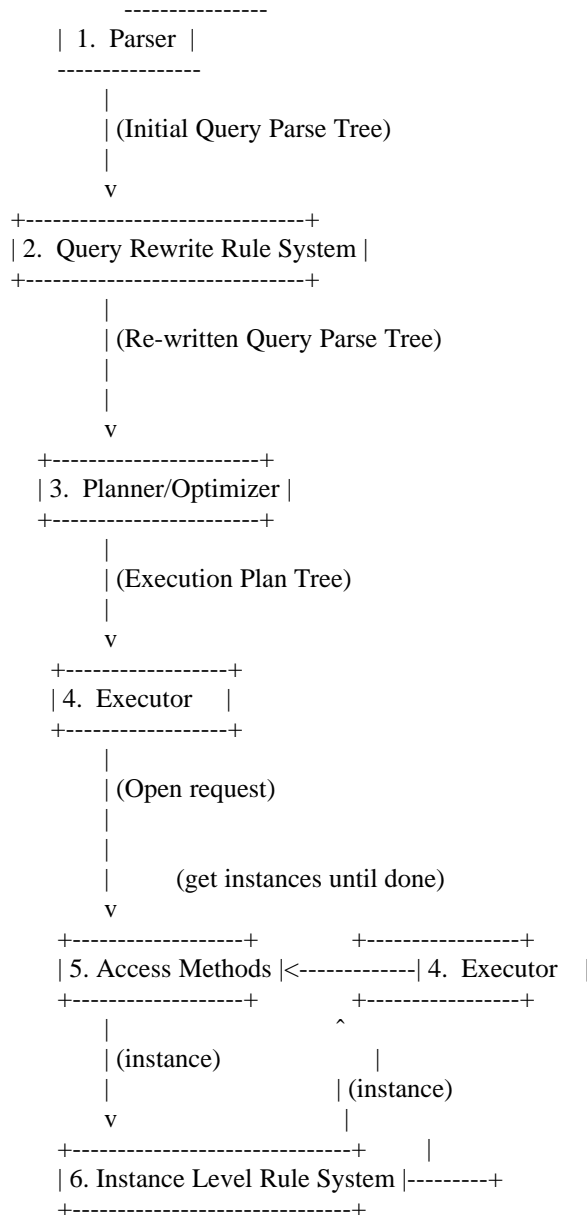 ----------------
| 1. Parser |
----------------
|
| (Initial Query Parse Tree)
|
v
+-------------------------------+
| 2. Query Rewrite Rule System |
+-------------------------------+
|
| (Re-written Query Parse Tree)
|
|
v
+-----------------------+
| 3. Planner/Optimizer |
+-----------------------+
|
| (Execution Plan Tree)
|
v
+------------------+
| 4. Executor |
+------------------+
|
| (Open request)
|
|
| (get instances until done)
v
+-------------------+ +-----------------+
| 5. Access Methods |<-------------| 4. Executor |
+-------------------+ +-----------------+
| ˆ
| (instance) |
| | (instance)
v |
+-------------------------------+ |
| 6. Instance Level Rule System |---------+
+-------------------------------+